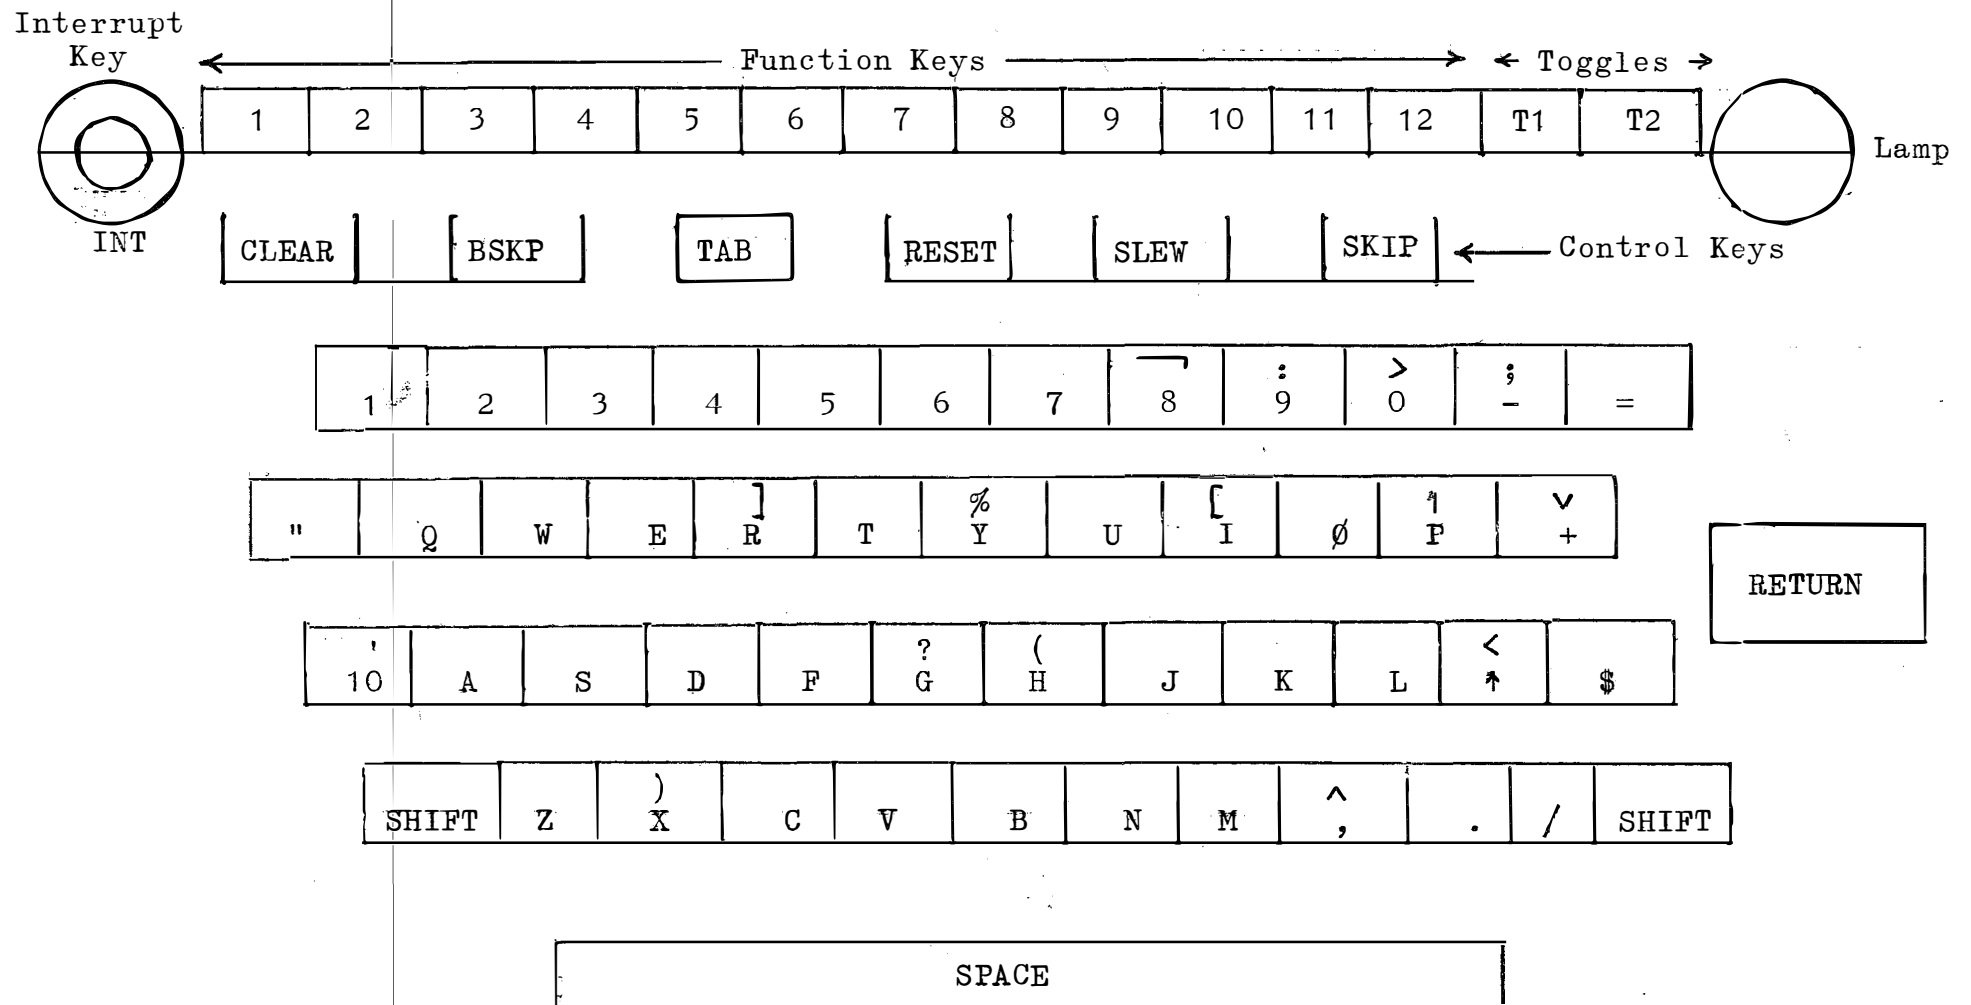 Interrupt
Key
Function Keys
Toggles
1 2 3 4 5 6 7 8 9 10 11 12 T1 T2
Lamp
INT
CLEAR BSKP TAB RESET SLEW SKIP Control Keys
¬ : > ;
1 2 3 4 5 6 7 8 9 0 - =
] % [ ¶ ∨
" Q W E R T Y U I Ø P +
RETURN
' ? ( <
10 A S D F G H J K L ↑ $
) ∧
SHIFT Z X C V B N M , . / SHIFT
SPACE